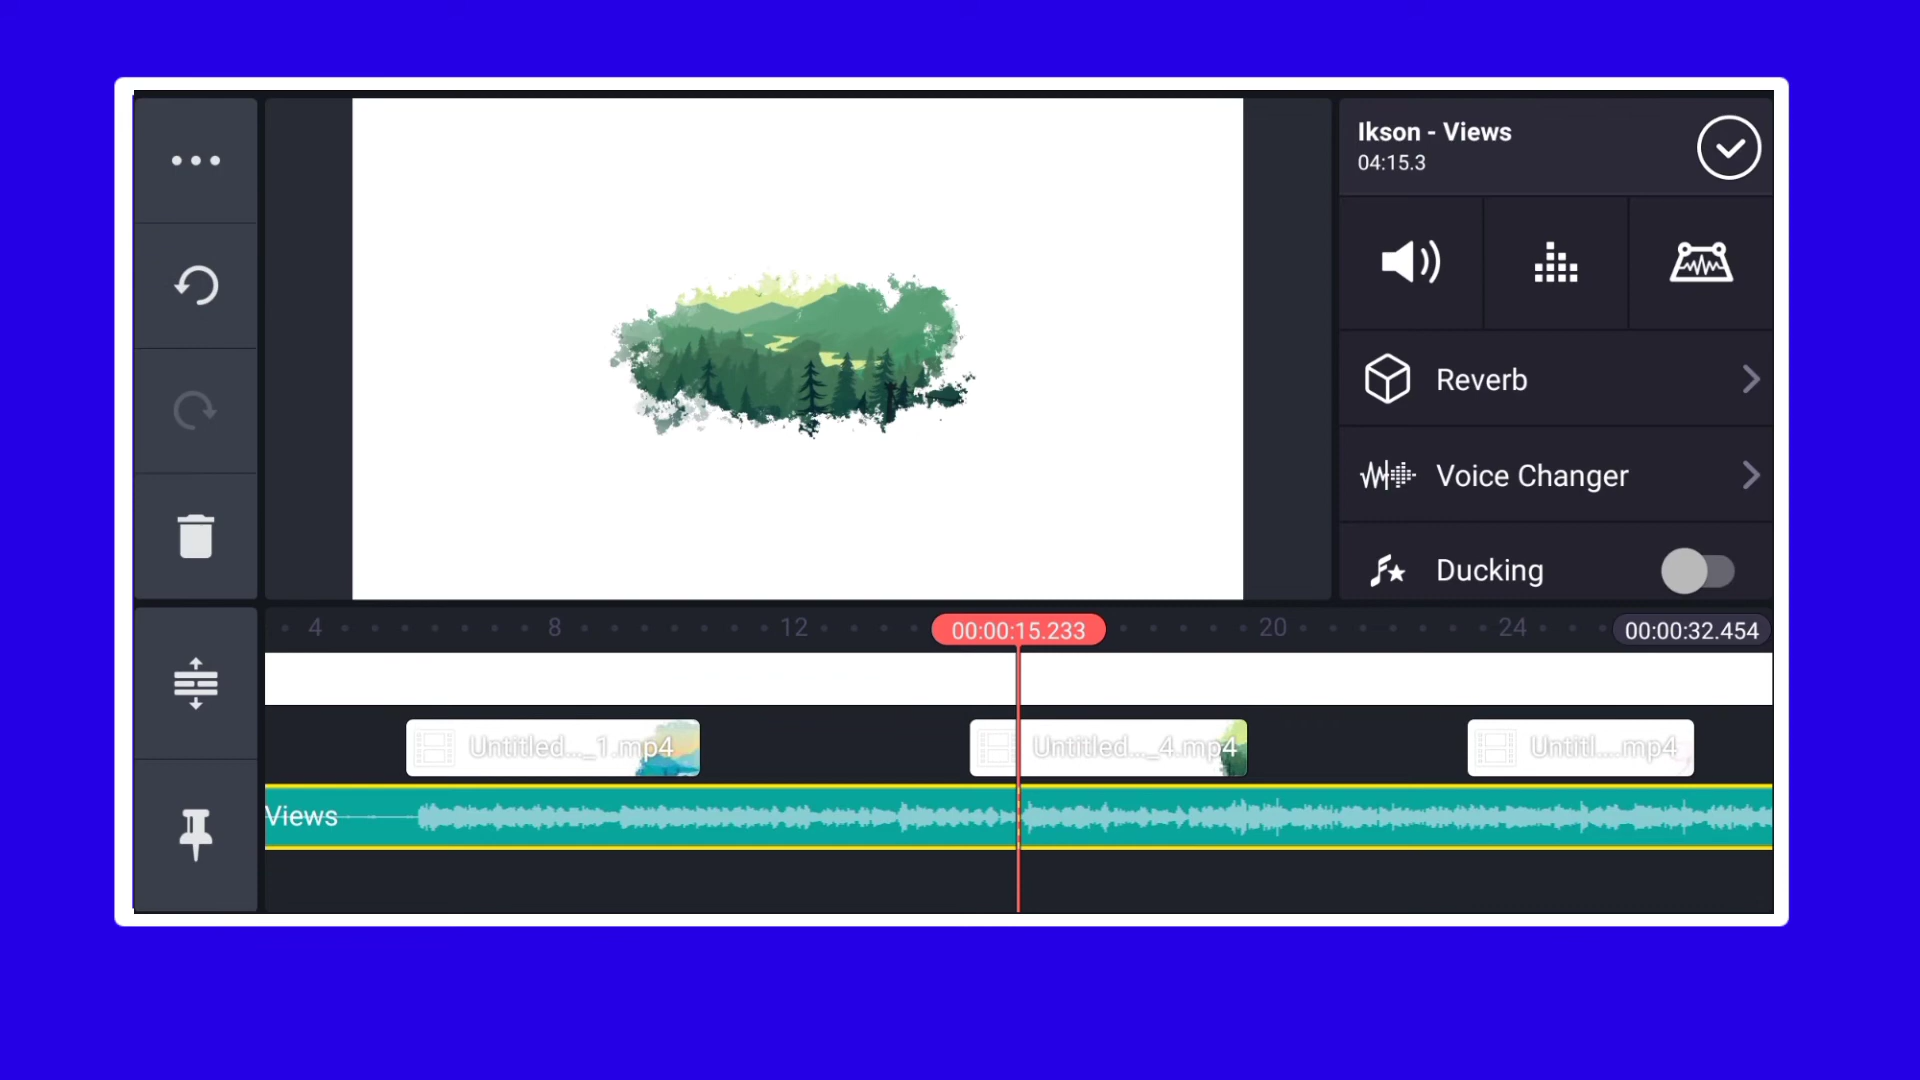 Ikson - Views
04:15.3
Reverb
Voice Changer
Ducking
4 8 12 00:00:15.233 20 24 00:00:32.454
Untitled..._1.mp4 Untitled..._4.mp4 Untitl....mp4
Views